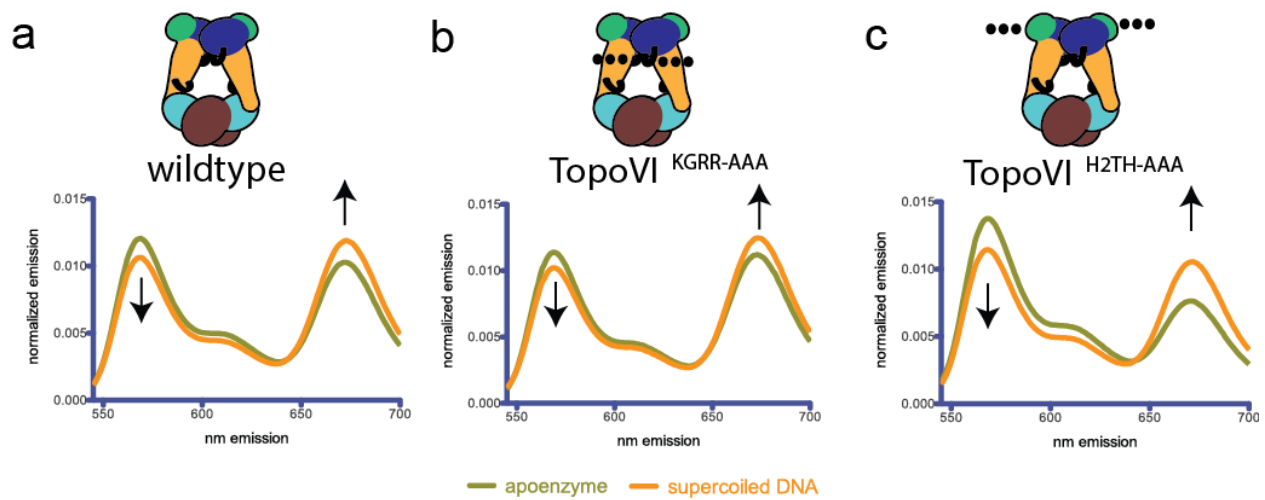 a
wildtype
0.015
0.010
0.005
0.000
normalized emission
550 600 650 700
nm emission
b
TopoVI KGRR-AAA
0.015
0.010
0.005
0.000
normalized emission
550 600 650 700
nm emission
c
TopoVI H2TH-AAA
0.015
0.010
0.005
0.000
normalized emission
550 600 650 700
nm emission
apoenzyme supercoiled DNA